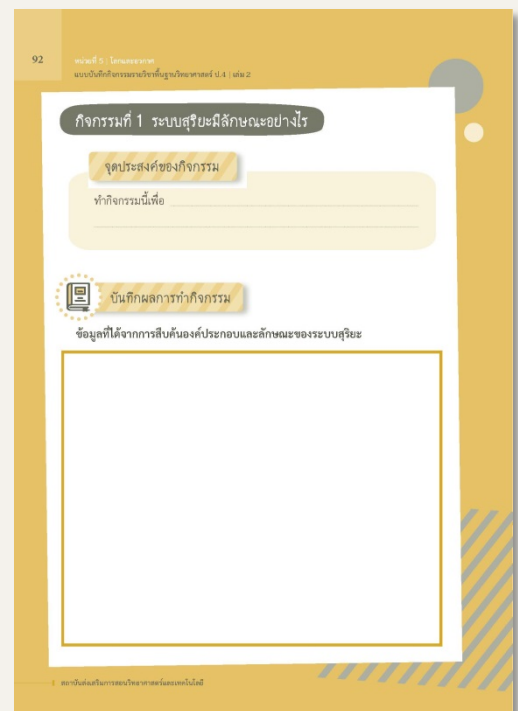 92
หน่วยที่ 5 | โลกและอวกาศ
แบบบันทึกกิจกรรมรายวิชาพื้นฐานวิทยาศาสตร์ ป.4 | เล่ม 2
กิจกรรมที่ 1 ระบบสุริยะมีลักษณะอย่างไร
จุดประสงค์ของกิจกรรม
ทำกิจกรรมนี้เพื่อ
บันทึกผลการทำกิจกรรม
ข้อมูลที่ได้จากการสืบค้นองค์ประกอบและลักษณะของระบบสุริยะ
สถาบันส่งเสริมการสอนวิทยาศาสตร์และเทคโนโลยี